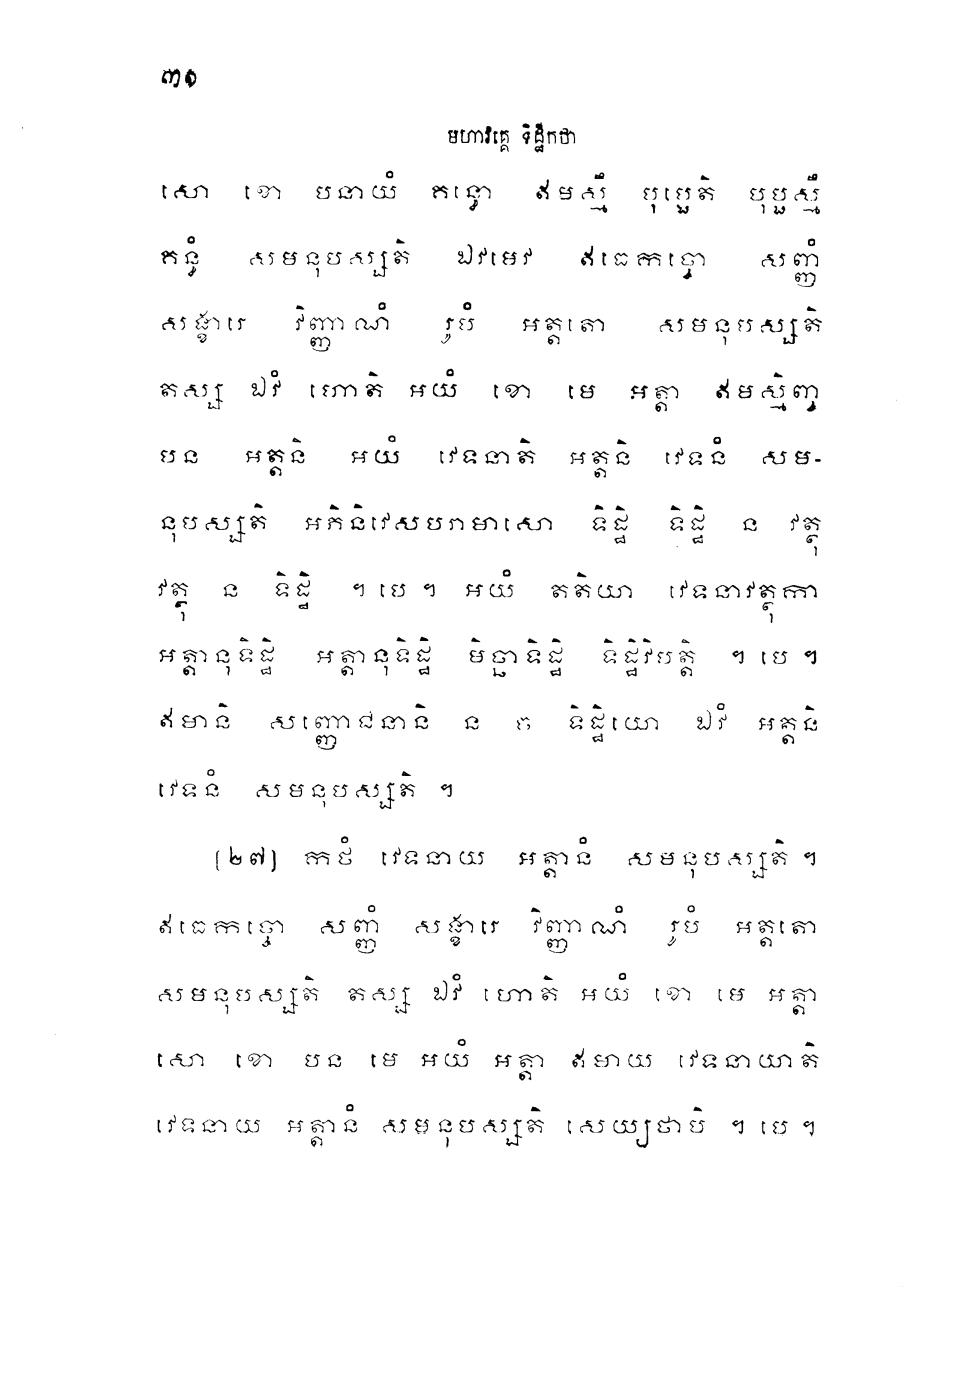 ៣១
មហាវគ្គេ ទិដ្ឋិកថា
សោ ខោ បនាយំ គន្ធោ ឥមស្មឹ បុប្ផេតិ បុប្ផស្មឹ
គន្ធំ សមនុបស្សតិ ឯវមេវ ឥធេកច្ចោ សញ្ញំ
សង្ខារេ វិញ្ញាណំ រូបំ អត្តតោ សមនុបស្សតិ
តស្ស ឯវំ ហោតិ អយំ ខោ មេ អត្តា ឥមស្មិញ្ច
បន អត្តនិ អយំ វេទនាតិ អត្តនិ វេទនំ សម-
នុបស្សតិ អភិនិវេសបរាមាសោ ទិដ្ឋិ ទិដ្ឋិ ន វត្ថុ
វត្ថុ ន ទិដ្ឋិ ។ បេ ។ អយំ តតិយា វេទនាវត្ថុកា
អត្តានុទិដ្ឋិ អត្តានុទិដ្ឋិ មិច្ឆាទិដ្ឋិ ទិដ្ឋិវិបត្តិ ។ បេ ។
ឥមានិ សញ្ញោជនានិ ន ច ទិដ្ឋិយោ ឯវំ អត្តនិ
វេទនំ សមនុបស្សតិ ។
(២៧) កថំ វេទនាយ អត្តានំ សមនុបស្សតិ ។
ឥធេកច្ចោ សញ្ញំ សង្ខារេ វិញ្ញាណំ រូបំ អត្តតោ
សមនុបស្សតិ តស្ស ឯវំ ហោតិ អយំ ខោ មេ អត្តា
សោ ខោ បន មេ អយំ អត្តា ឥមាយ វេទនាយាតិ
វេទនាយ អត្តានំ សមនុបស្សតិ សេយ្យថាបិ ។ បេ ។